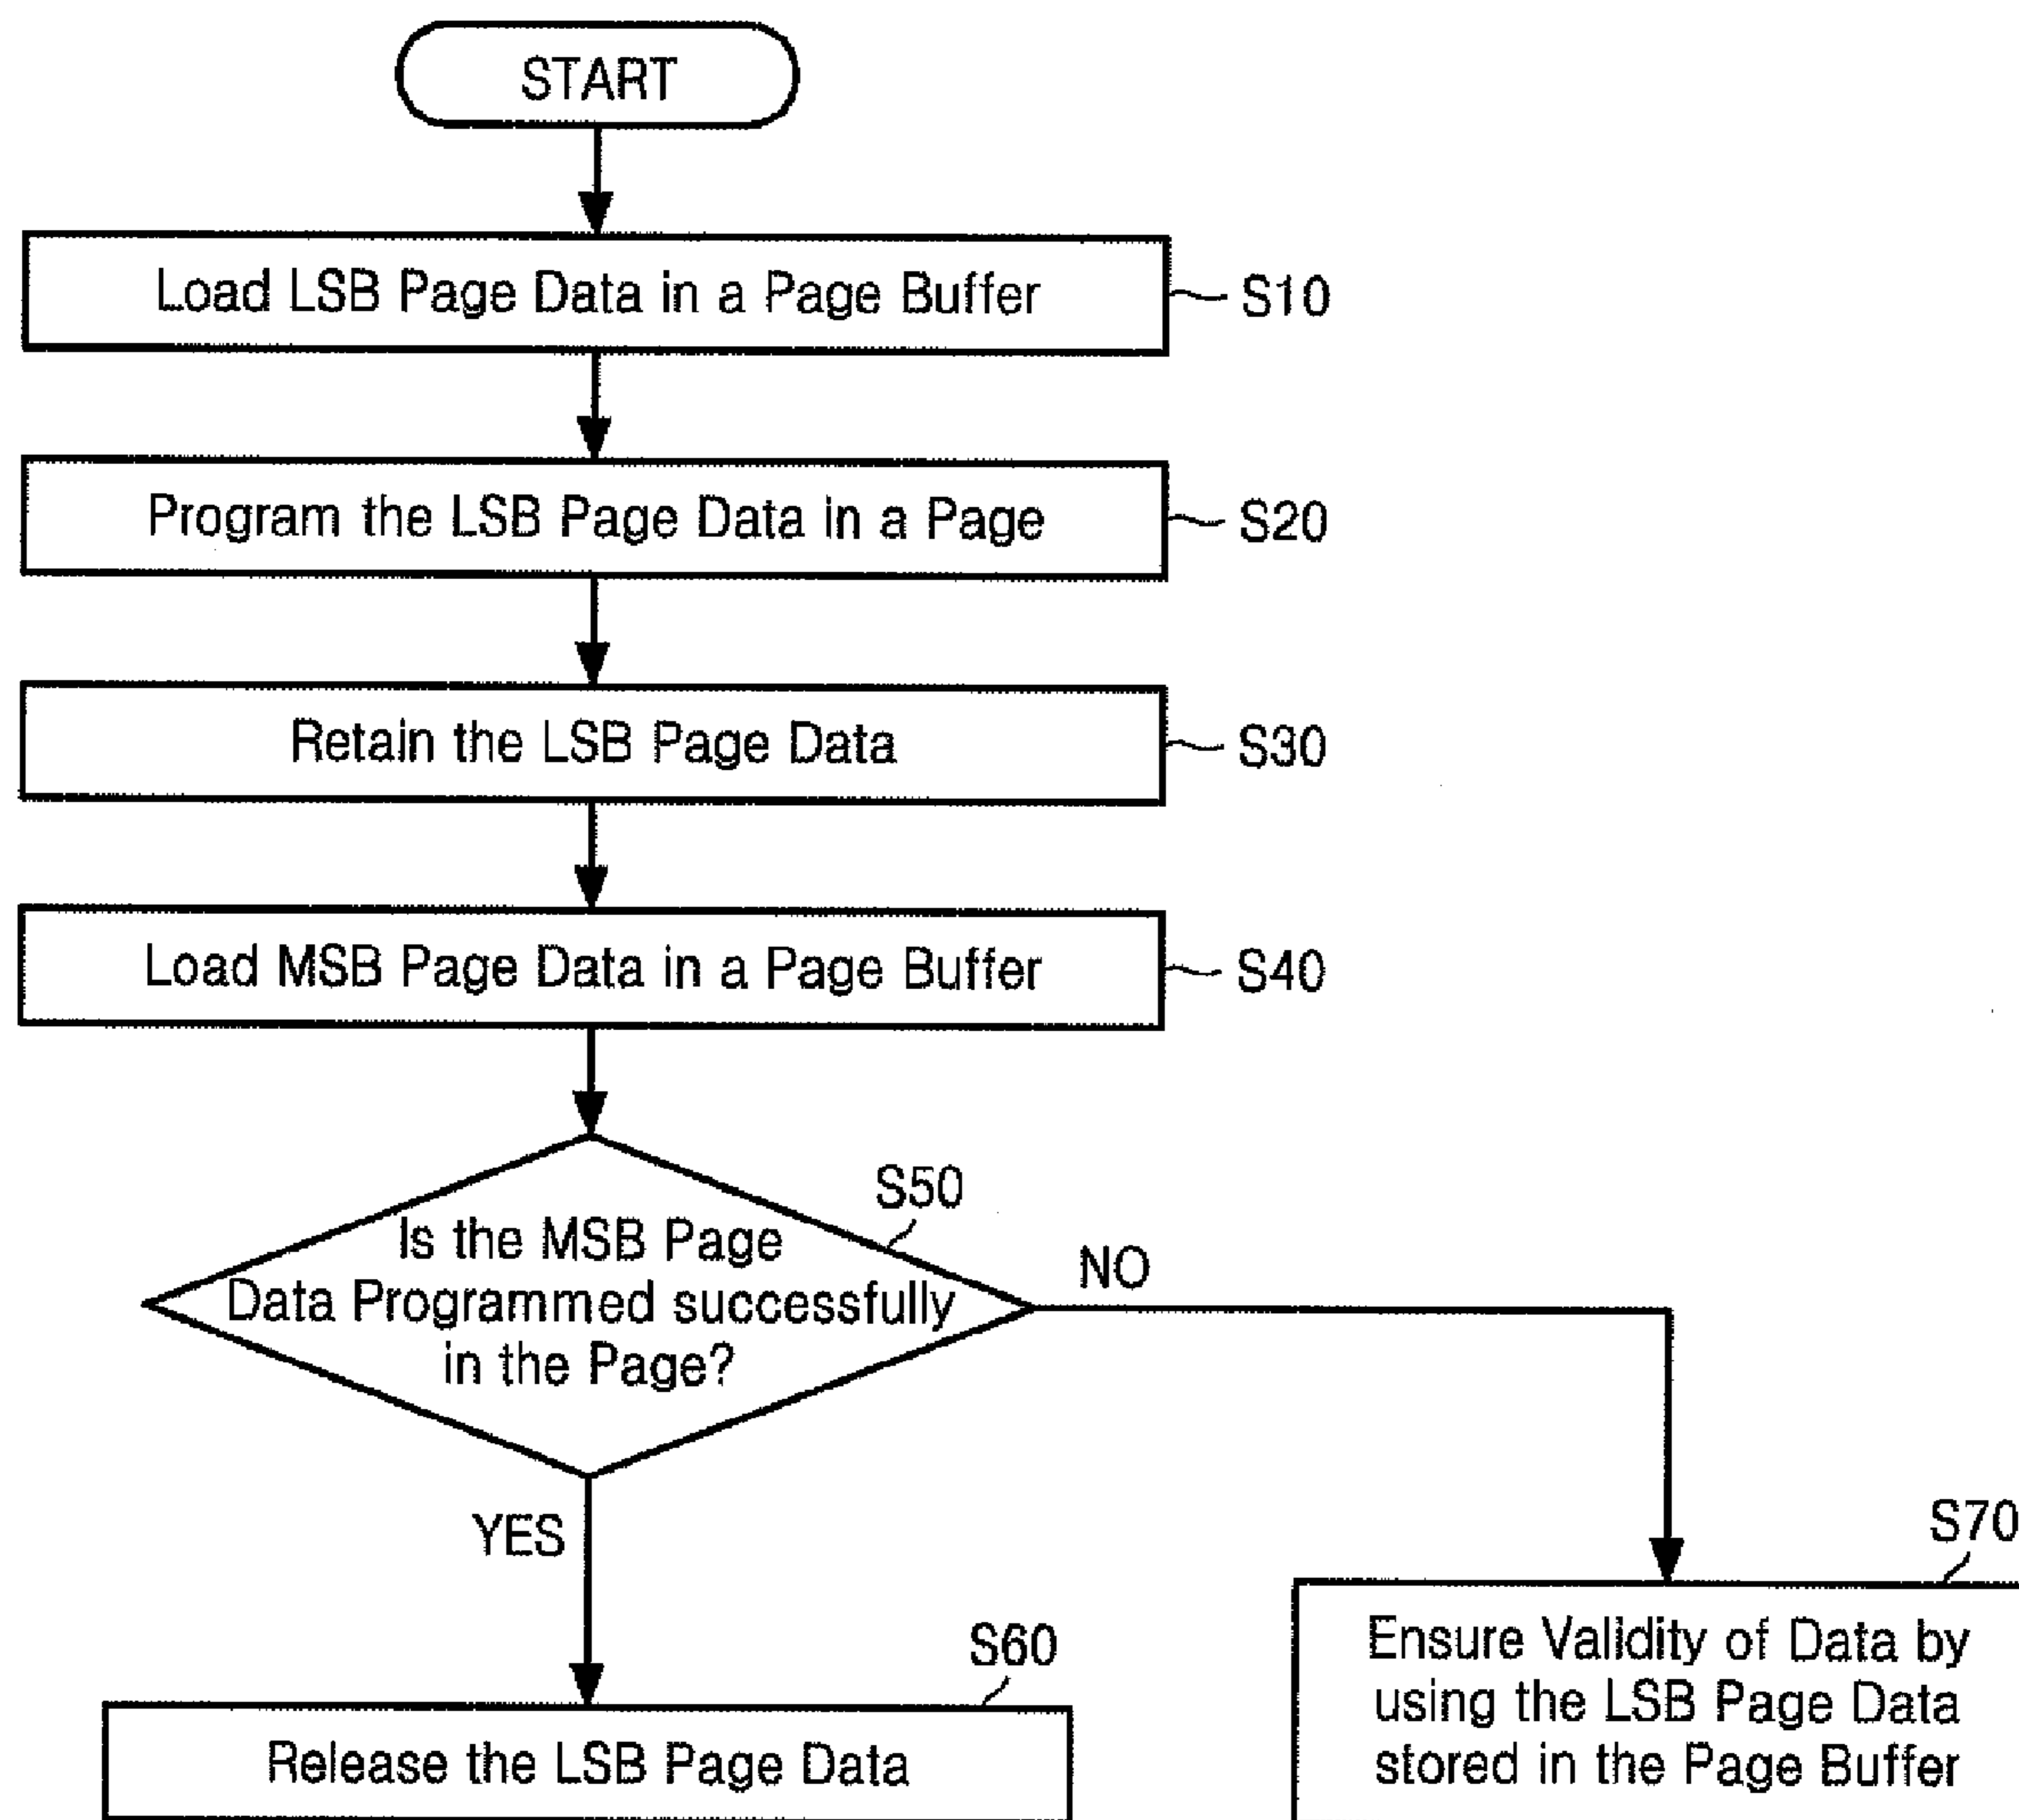 START
Load LSB Page Data in a Page Buffer
S10
Program the LSB Page Data in a Page
S20
Retain the LSB Page Data
S30
Load MSB Page Data in a Page Buffer
S40
S50
Is the MSB Page
Data Programmed successfully
in the Page?
NO
YES
S60
Release the LSB Page Data
S70
Ensure Validity of Data by
using the LSB Page Data
stored in the Page Buffer